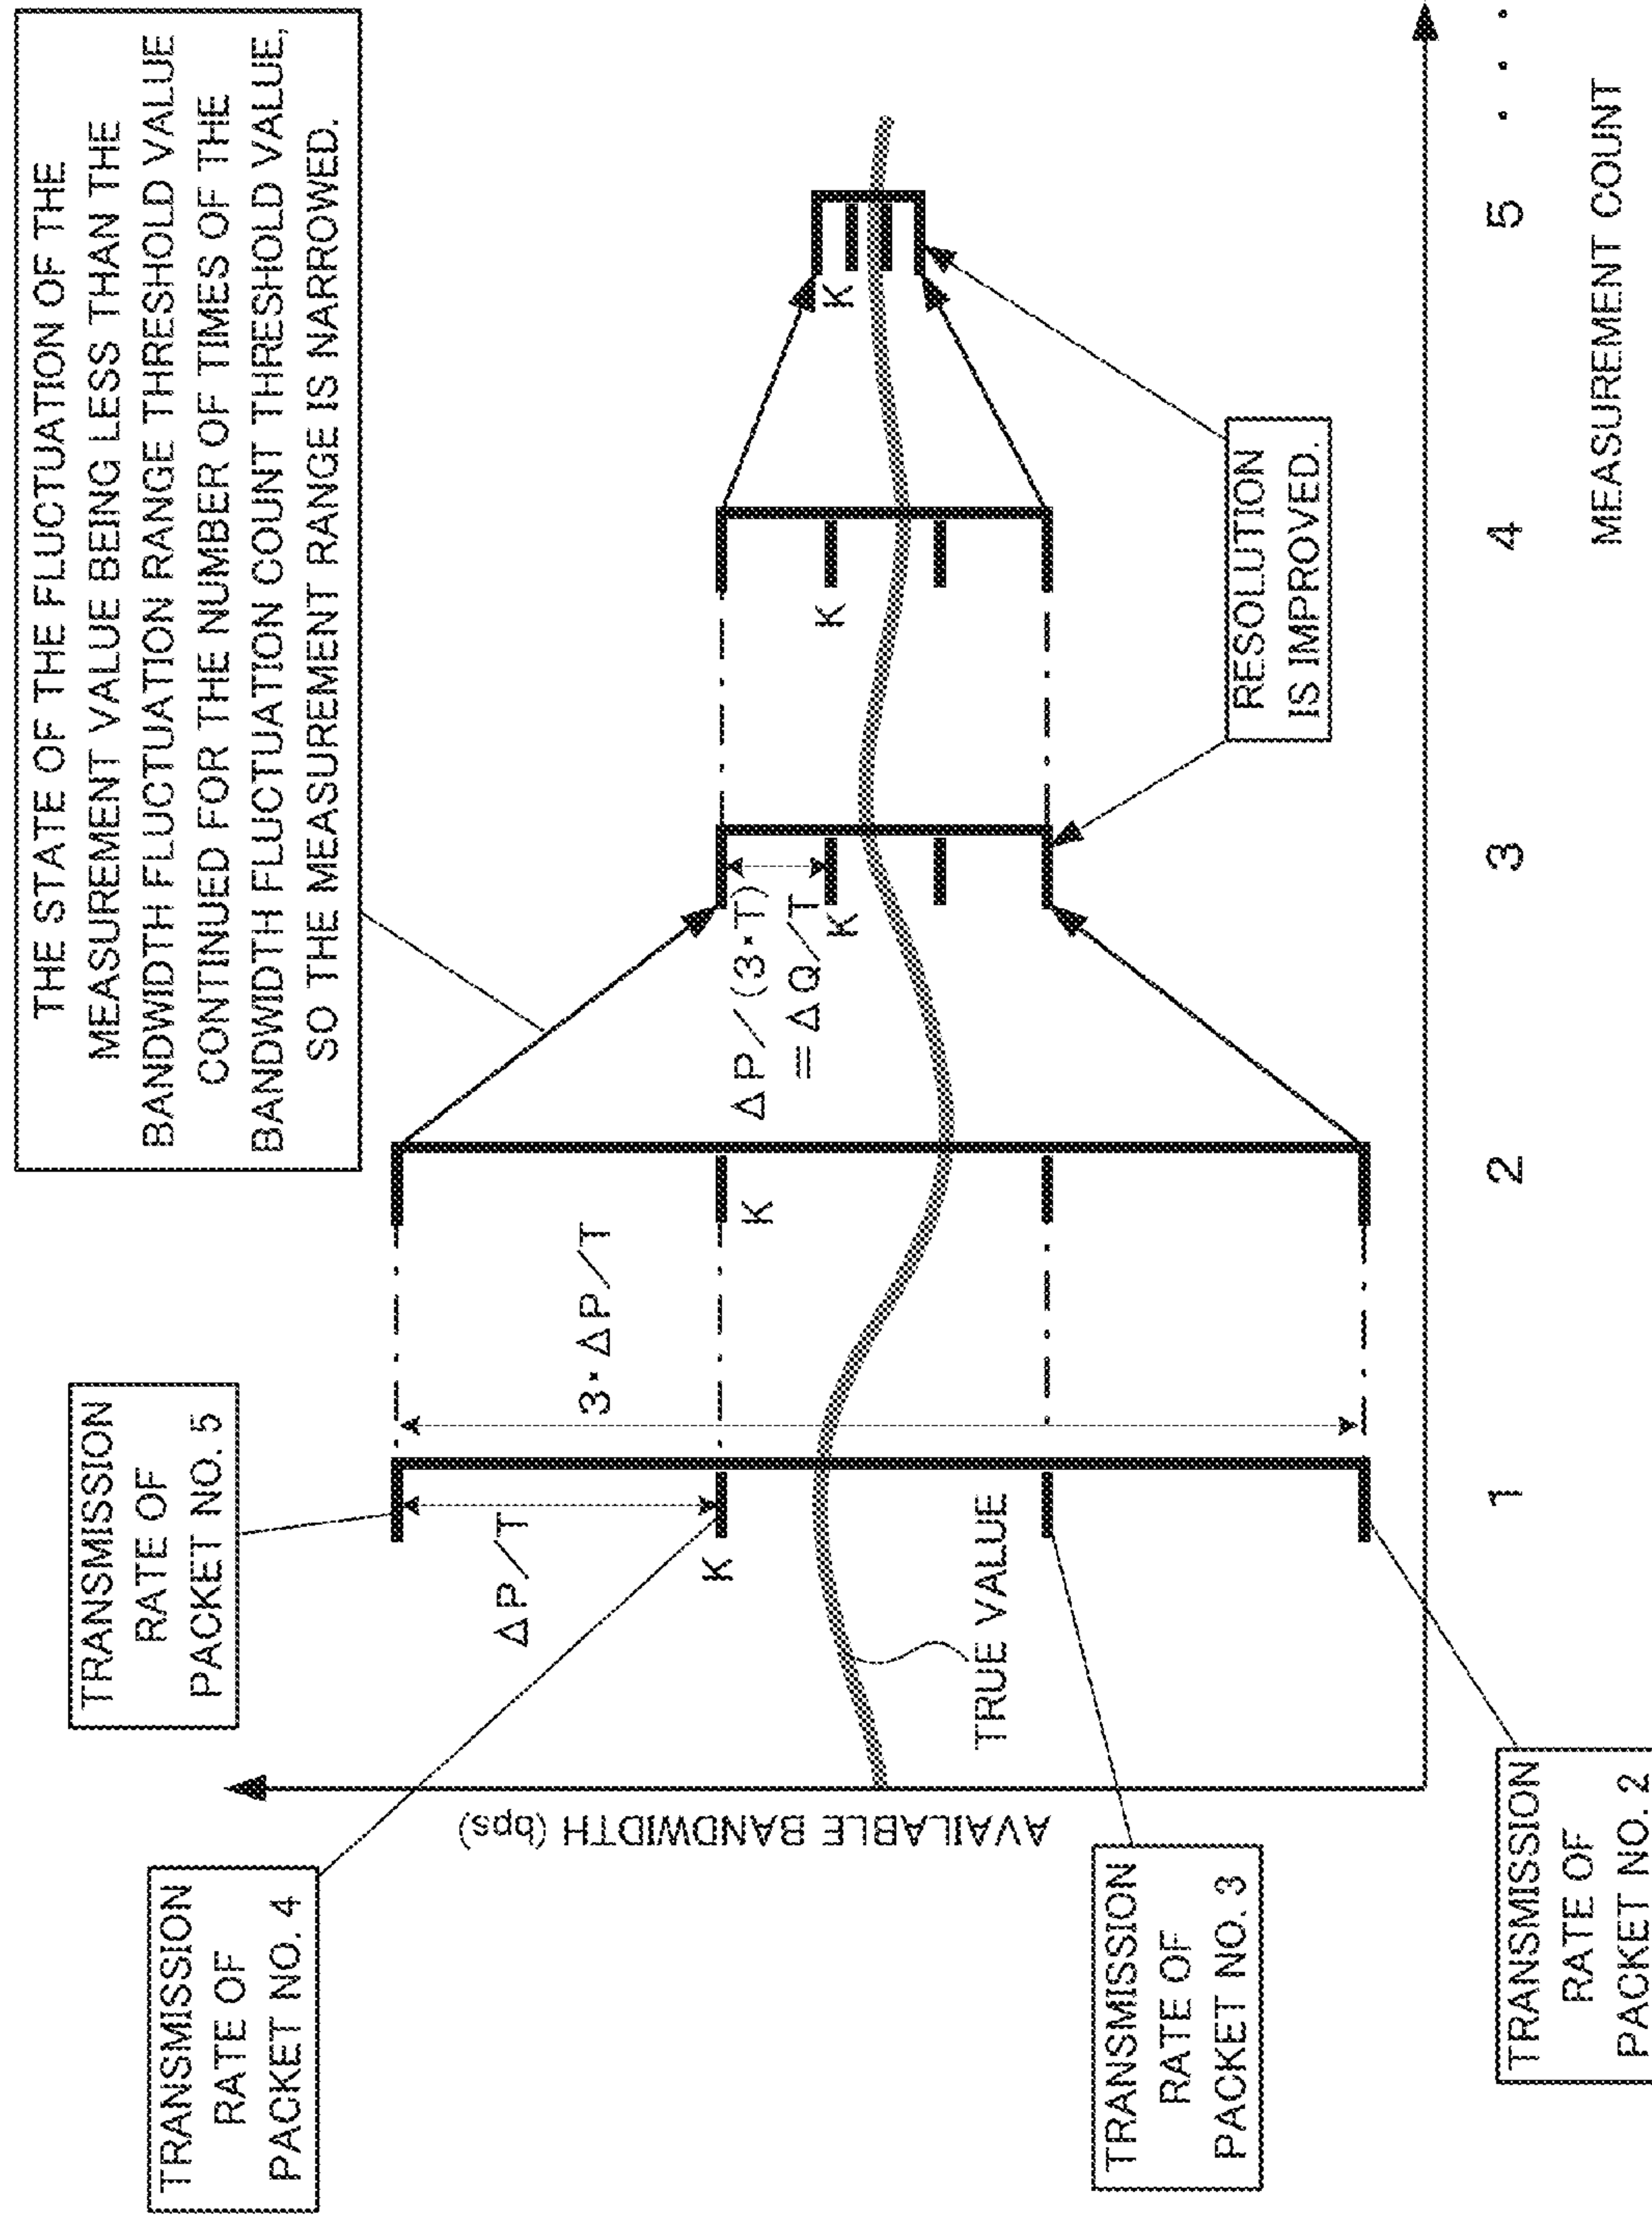 THE STATE OF THE FLUCTUATION OF THE
MEASUREMENT VALUE BEING LESS THAN THE
BANDWIDTH FLUCTUATION RANGE THRESHOLD VALUE
CONTINUED FOR THE NUMBER OF TIMES OF THE
BANDWIDTH FLUCTUATION COUNT THRESHOLD VALUE,
SO THE MEASUREMENT RANGE IS NARROWED.
TRANSMISSION
RATE OF
PACKET NO. 5
TRANSMISSION
RATE OF
PACKET NO. 4
AVAILABLE BANDWIDTH (bps)
ΔP/T
K
3・ΔP/T
K
ΔP/(3・T)
=ΔQ/T
K
K
K
TRUE VALUE
TRANSMISSION
RATE OF
PACKET NO. 3
RESOLUTION
IS IMPROVED.
TRANSMISSION
RATE OF
PACKET NO. 2
1 2 3 4 5 . . .
MEASUREMENT COUNT